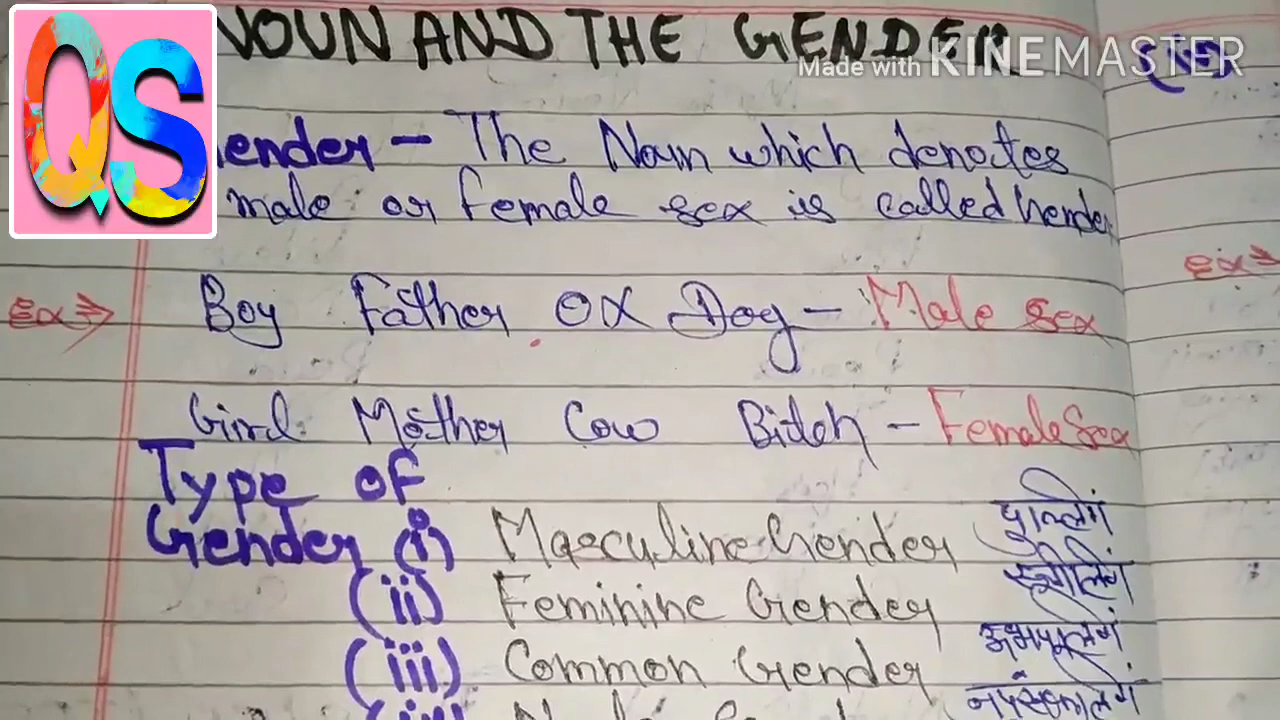 QS
NOUN AND THE GENDER
Made with KINEMASTER
ender - The Noun which denotes
male or female sex is called Gender
Ex ⇒ Boy Father OX Dog - Male sex
Ex ⇒
Girl Mother Cow Bitch - Female Sex
Type of
Gender (i) Masculine Gender पुल्लिंग
(ii) Feminine Gender स्त्रीलिंग
(iii) Common Gender
नपुंसकलिंग